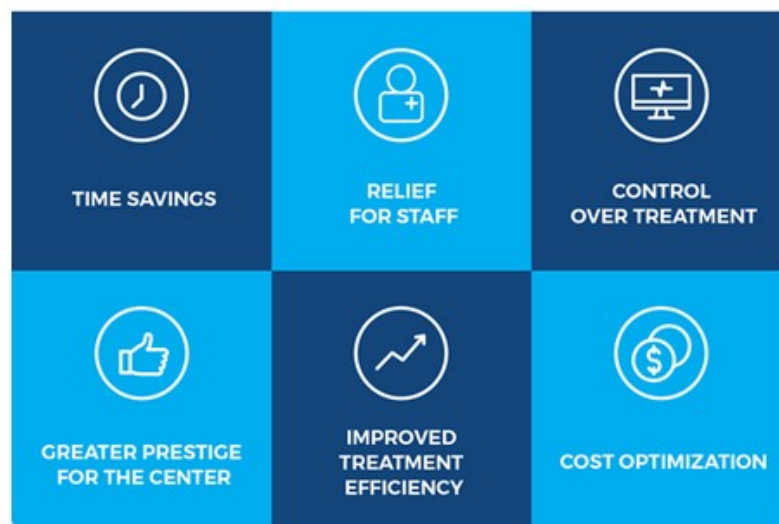 TIME SAVINGS
RELIEF
FOR STAFF
CONTROL
OVER TREATMENT
GREATER PRESTIGE
FOR THE CENTER
IMPROVED
TREATMENT
EFFICIENCY
$
COST OPTIMIZATION